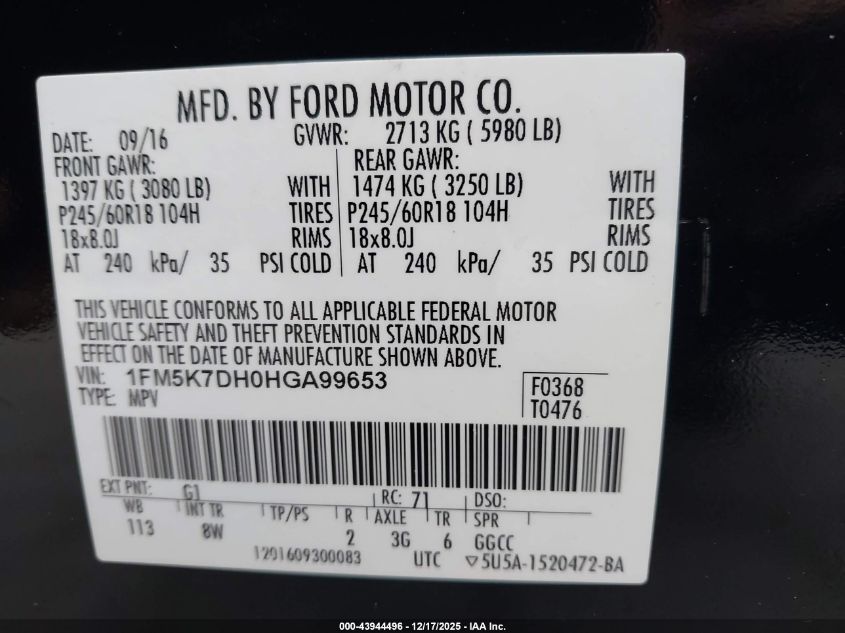 MFD. BY FORD MOTOR CO.
DATE: 09/16 GVWR: 2713 KG ( 5980 LB)
FRONT GAWR: REAR GAWR:
1397 KG ( 3080 LB) WITH 1474 KG ( 3250 LB) WITH
P245/60R18 104H TIRES P245/60R18 104H TIRES
18x8.0J RIMS 18x8.0J RIMS
AT 240 kPa/ 35 PSI COLD AT 240 kPa/ 35 PSI COLD
THIS VEHICLE CONFORMS TO ALL APPLICABLE FEDERAL MOTOR
VEHICLE SAFETY AND THEFT PREVENTION STANDARDS IN
EFFECT ON THE DATE OF MANUFACTURE SHOWN ABOVE.
VIN: 1FM5K7DH0HGA99653 F0368
TYPE: MPV T0476
EXT PNT: G1 RC: 71 DSO:
WB INT TR TP/PS R AXLE TR SPR
113 8W 2 3G 6 GGCC
1201609300083 UTC ▽5U5A-1520472-BA
000-43944496 - 12/17/2025 - IAA Inc.